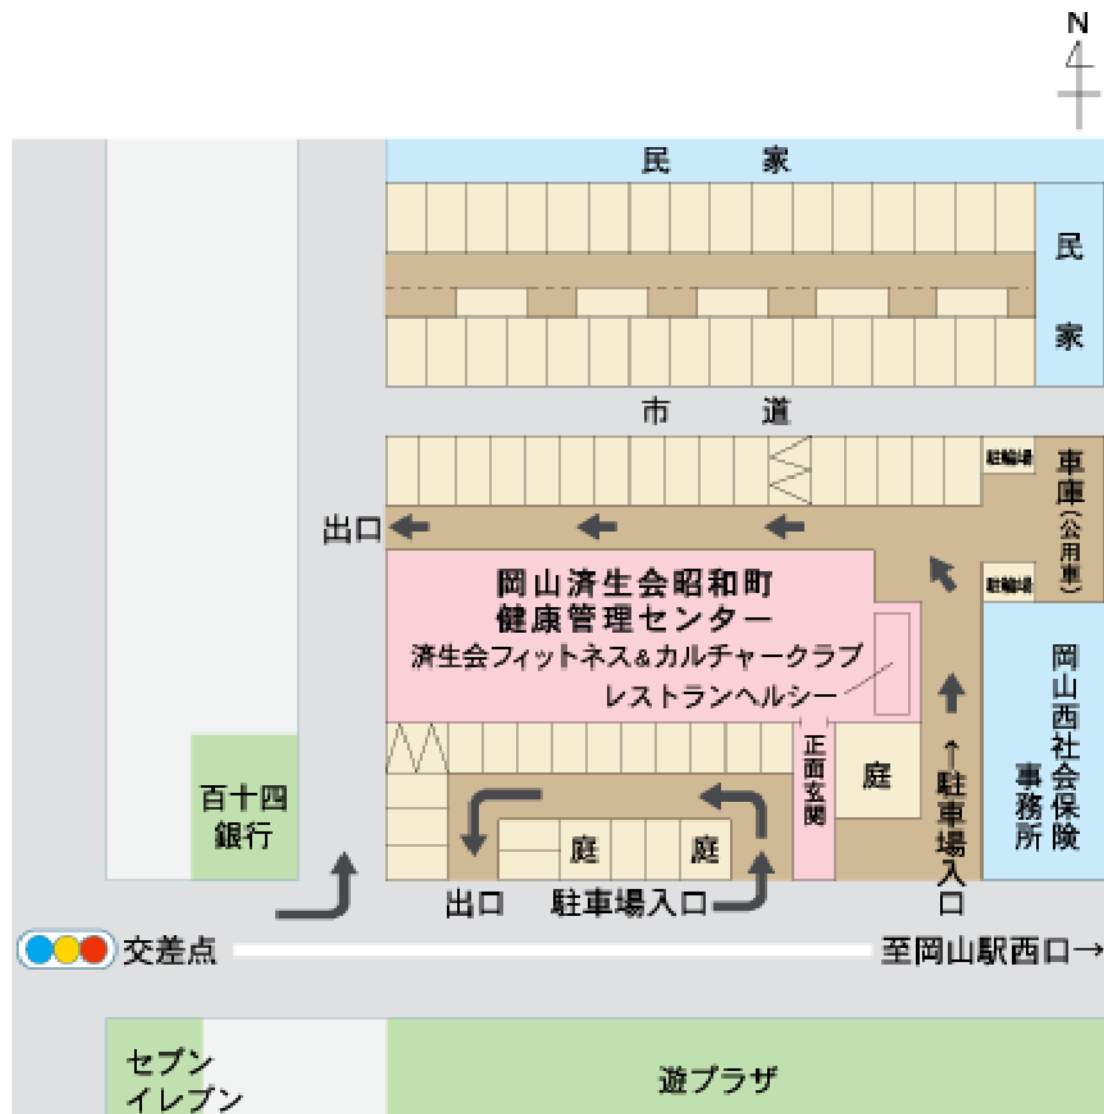 N
民家
民家
市道
駐輪場
車庫(公用車)
出口
駐輪場
岡山済生会昭和町
健康管理センター
済生会フィットネス&カルチャークラブ
レストランヘルシー
岡山西社会保険
事務所
正面玄関
庭
↑駐車場入口
百十四
銀行
庭
庭
出口
駐車場入口
交差点
至岡山駅西口→
セブン
イレブン
遊プラザ